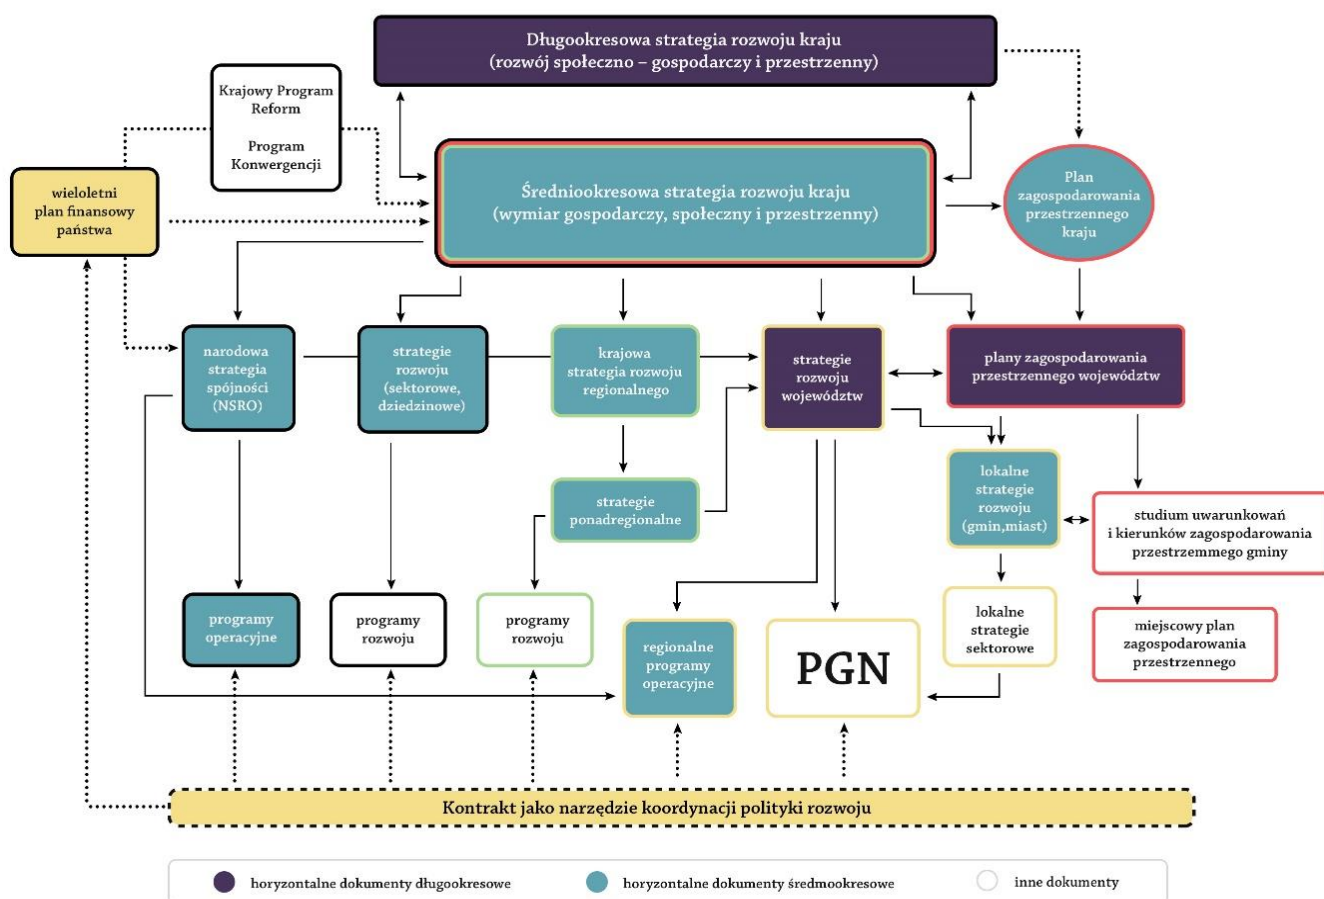 Długookresowa strategia rozwoju kraju
(rozwój społeczno – gospodarczy i przestrzenny)
Krajowy Program
Reform
Program
Konwergencji
wieloletni
plan finansowy
państwa
Średniookresowa strategia rozwoju kraju
(wymiar gospodarczy, społeczny i przestrzenny)
Plan
zagospodarowania
przestrzennego
kraju
narodowa
strategia
spójności
(NSRO)
strategie
rozwoju
(sektorowe,
dziedzinowe)
krajowa
strategia rozwoju
regionalnego
strategie
rozwoju
województw
plany zagospodarowania
przestrzennego województw
strategie
ponadregionalne
lokalne
strategie
rozwoju
(gmin,miast)
studium uwarunkowań
i kierunków zagospodarowania
przestrzemmego gminy
programy
operacyjne
programy
rozwoju
programy
rozwoju
regionalne
programy
operacyjne
PGN
lokalne
strategie
sektorowe
miejscowy plan
zagospodarowania
przestrzennego
Kontrakt jako narzędzie koordynacji polityki rozwoju
horyzontalne dokumenty długookresowe
horyzontalne dokumenty średmookresowe
inne dokumenty